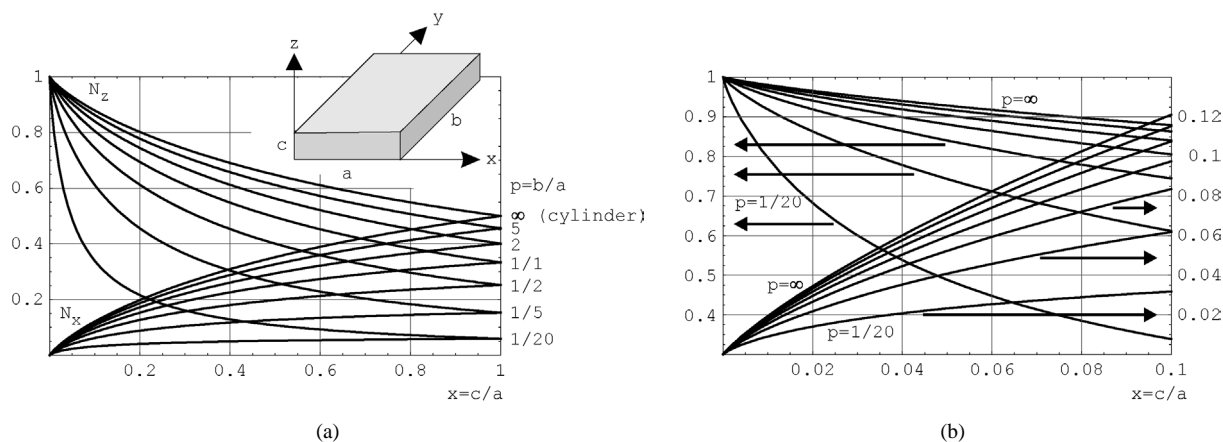 y
z
1
N_z
0.8
0.6
0.4
0.2
N_x
c
b
a
x
p=b/a
∞ (cylinder)
5
2
1/1
1/2
1/5
1/20
0.2
0.4
0.6
0.8
1
x=c/a
(a)
1
0.9
0.8
0.7
0.6
0.5
0.4
p=∞
p=1/20
p=∞
p=1/20
0.12
0.1
0.08
0.06
0.04
0.02
0.02
0.04
0.06
0.08
0.1
x=c/a
(b)